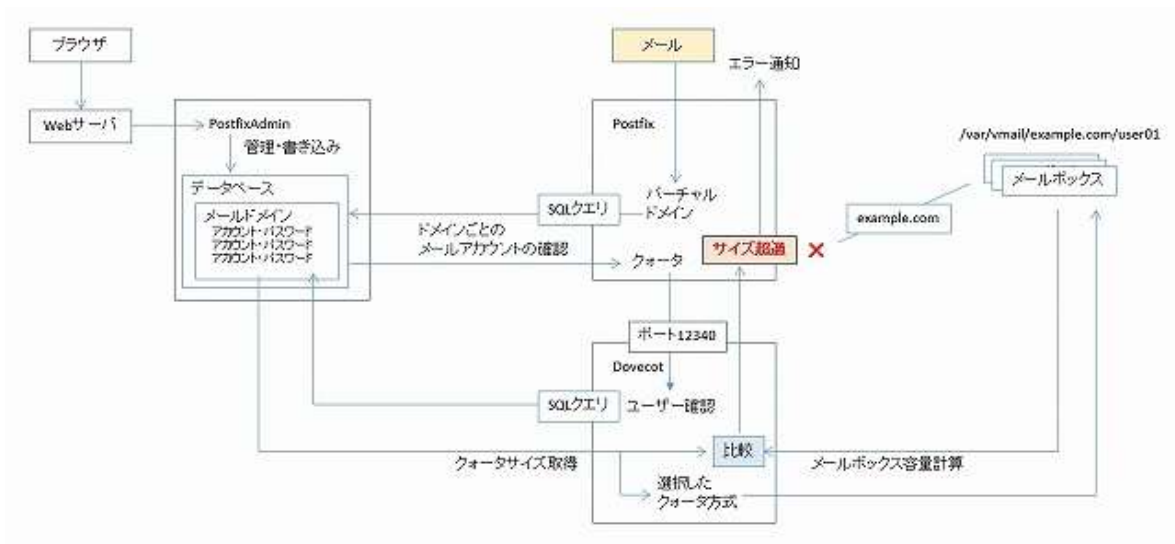 ブラウザ
メール
エラー通知
Webサーバ
PostfixAdmin
管理・書き込み
Postfix
/var/vmail/example.com/user01
メールボックス
データベース
メールドメイン
アカウント・パスワード
アカウント・パスワード
アカウント・パスワード
SQLクエリ
バーチャル
ドメイン
example.com
ドメインごとの
メールアカウントの確認
サイズ超過
クォータ
ポート12340
Dovecot
SQLクエリ
ユーザー確認
比較
クォータサイズ取得
メールボックス容量計算
選択した
クォータ方式